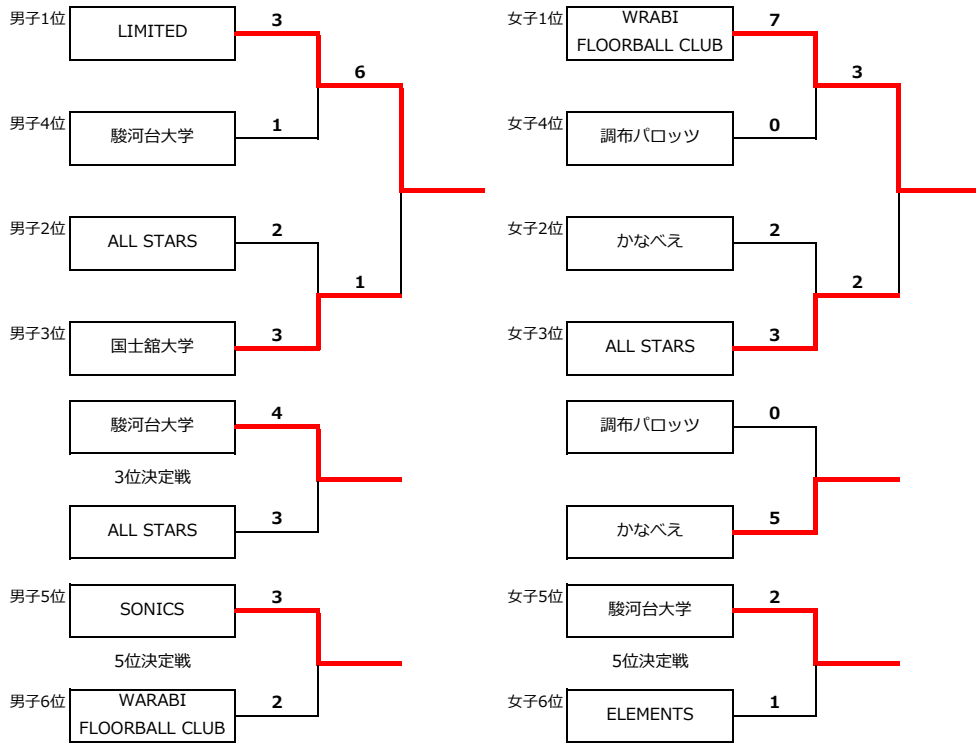 男子1位
LIMITED
3
6
男子4位
駿河台大学
1
男子2位
ALL STARS
2
1
男子3位
国士舘大学
3
駿河台大学
4
3位決定戦
ALL STARS
3
男子5位
SONICS
3
5位決定戦
男子6位
WARABI
FLOORBALL CLUB
2
女子1位
WRABI
FLOORBALL CLUB
7
3
女子4位
調布パロッツ
0
女子2位
かなべえ
2
2
女子3位
ALL STARS
3
調布パロッツ
0
かなべえ
5
女子5位
駿河台大学
2
5位決定戦
女子6位
ELEMENTS
1